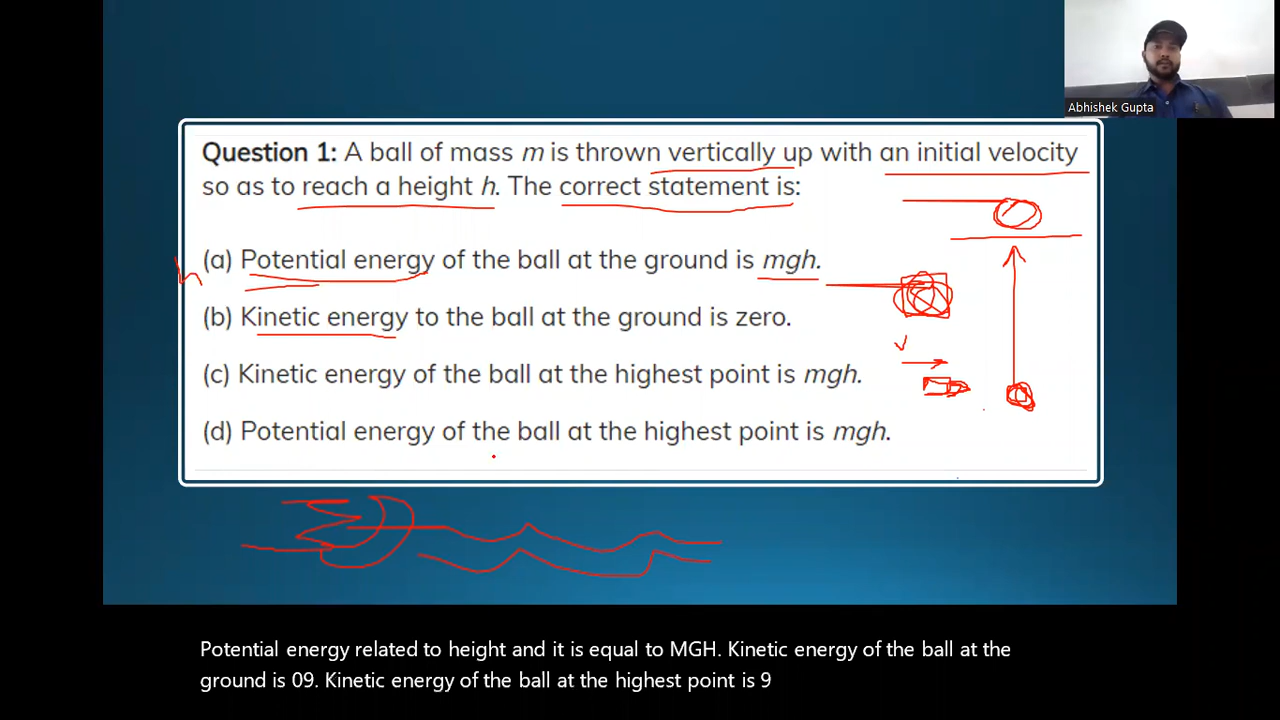 Abhishek Gupta
Question 1: A ball of mass m is thrown vertically up with an initial velocity
so as to reach a height h. The correct statement is:
(a) Potential energy of the ball at the ground is mgh.
h
(b) Kinetic energy to the ball at the ground is zero.
v
(c) Kinetic energy of the ball at the highest point is mgh.
(d) Potential energy of the ball at the highest point is mgh.
Potential energy related to height and it is equal to MGH. Kinetic energy of the ball at the
ground is 09. Kinetic energy of the ball at the highest point is 9